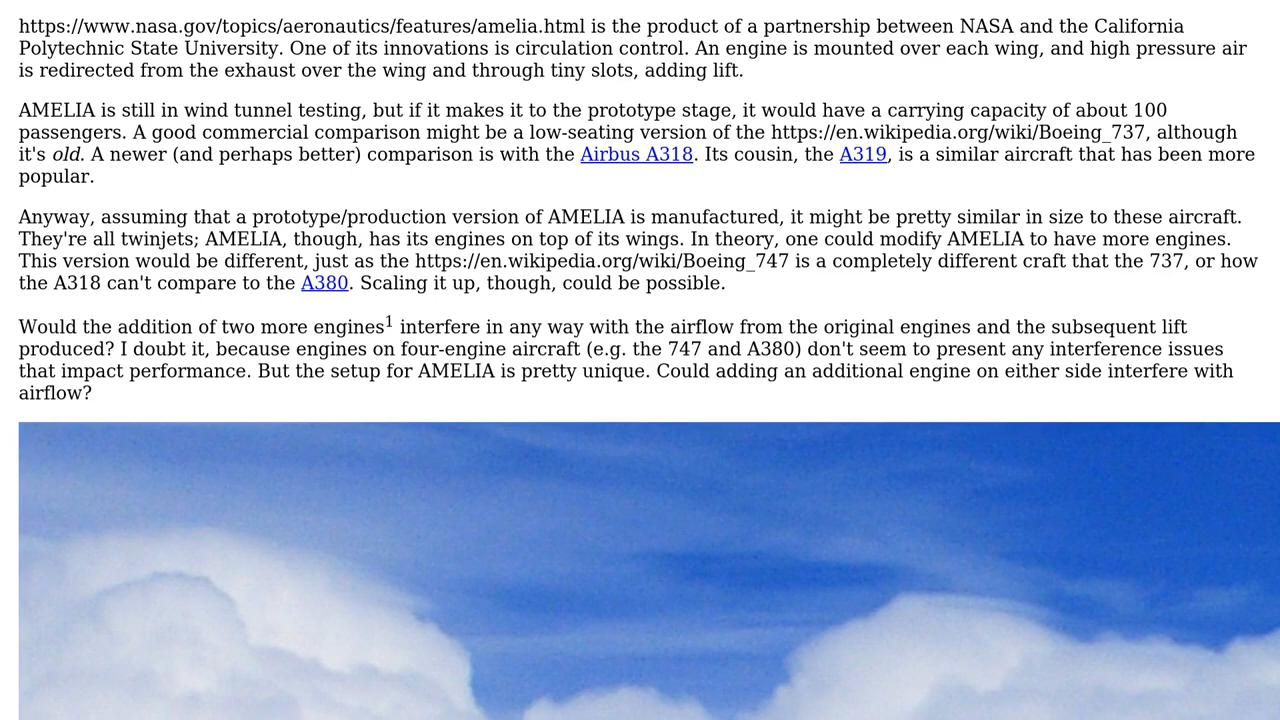 https://www.nasa.gov/topics/aeronautics/features/amelia.html is the product of a partnership between NASA and the California
Polytechnic State University. One of its innovations is circulation control. An engine is mounted over each wing, and high pressure air
is redirected from the exhaust over the wing and through tiny slots, adding lift.
AMELIA is still in wind tunnel testing, but if it makes it to the prototype stage, it would have a carrying capacity of about 100
passengers. A good commercial comparison might be a low-seating version of the https://en.wikipedia.org/wiki/Boeing_737, although
it's old. A newer (and perhaps better) comparison is with the Airbus A318. Its cousin, the A319, is a similar aircraft that has been more
popular.
Anyway, assuming that a prototype/production version of AMELIA is manufactured, it might be pretty similar in size to these aircraft.
They're all twinjets; AMELIA, though, has its engines on top of its wings. In theory, one could modify AMELIA to have more engines.
This version would be different, just as the https://en.wikipedia.org/wiki/Boeing_747 is a completely different craft that the 737, or how
the A318 can't compare to the A380. Scaling it up, though, could be possible.
Would the addition of two more engines1 interfere in any way with the airflow from the original engines and the subsequent lift
produced? I doubt it, because engines on four-engine aircraft (e.g. the 747 and A380) don't seem to present any interference issues
that impact performance. But the setup for AMELIA is pretty unique. Could adding an additional engine on either side interfere with
airflow?